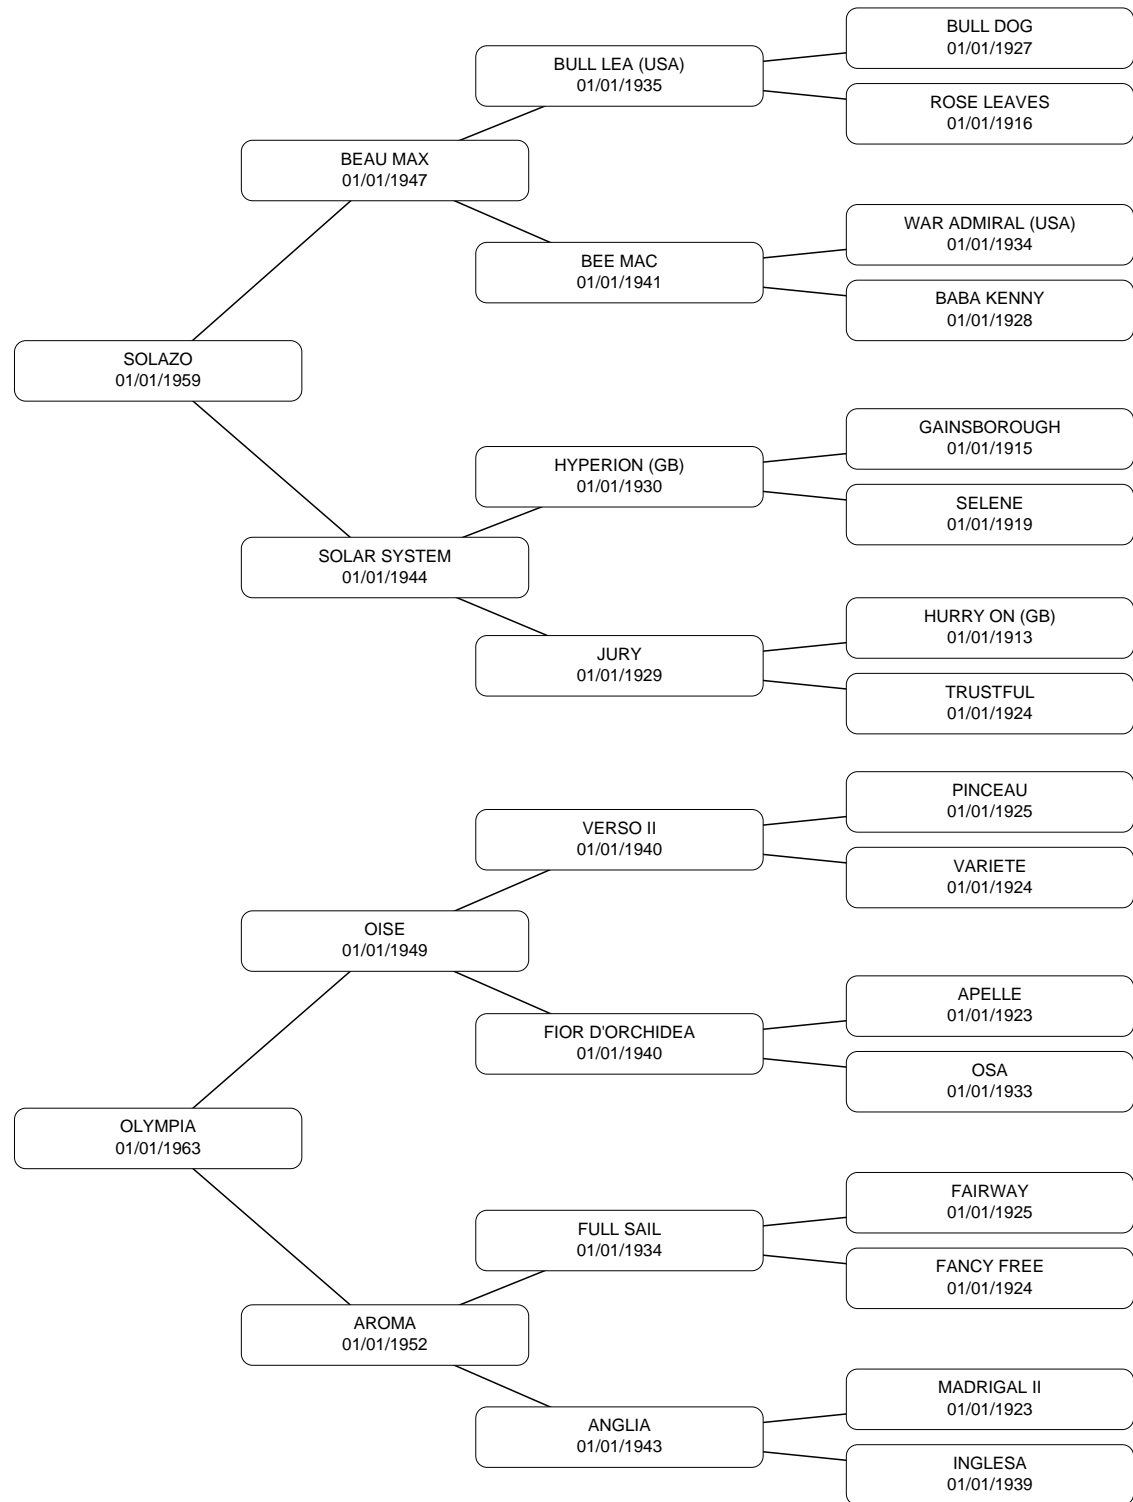 BULL DOG
01/01/1927
BULL LEA (USA)
01/01/1935
ROSE LEAVES
01/01/1916
BEAU MAX
01/01/1947
WAR ADMIRAL (USA)
01/01/1934
BEE MAC
01/01/1941
BABA KENNY
01/01/1928
SOLAZO
01/01/1959
GAINSBOROUGH
01/01/1915
HYPERION (GB)
01/01/1930
SELENE
01/01/1919
SOLAR SYSTEM
01/01/1944
HURRY ON (GB)
01/01/1913
JURY
01/01/1929
TRUSTFUL
01/01/1924
PINCEAU
01/01/1925
VERSO II
01/01/1940
VARIETE
01/01/1924
OISE
01/01/1949
APELLE
01/01/1923
FIOR D'ORCHIDEA
01/01/1940
OSA
01/01/1933
OLYMPIA
01/01/1963
FAIRWAY
01/01/1925
FULL SAIL
01/01/1934
FANCY FREE
01/01/1924
AROMA
01/01/1952
MADRIGAL II
01/01/1923
ANGLIA
01/01/1943
INGLESA
01/01/1939